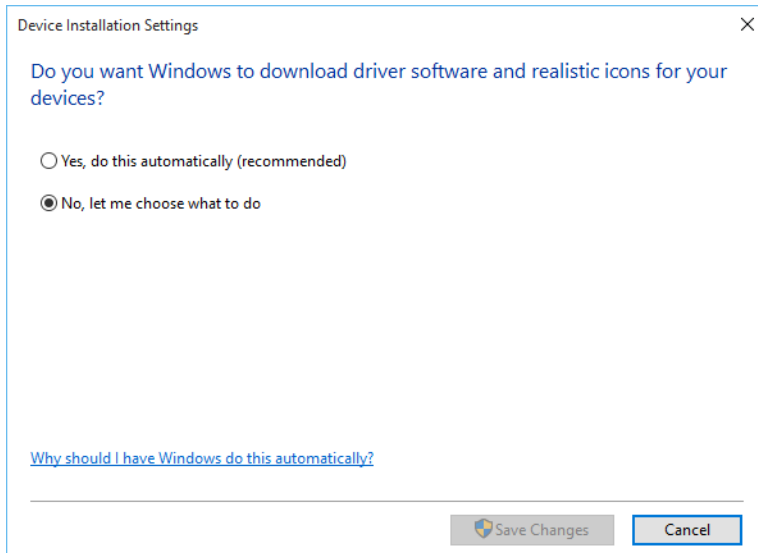 Device Installation Settings
Do you want Windows to download driver software and realistic icons for your
devices?
Yes, do this automatically (recommended)
No, let me choose what to do
Why should I have Windows do this automatically?
Save Changes
Cancel